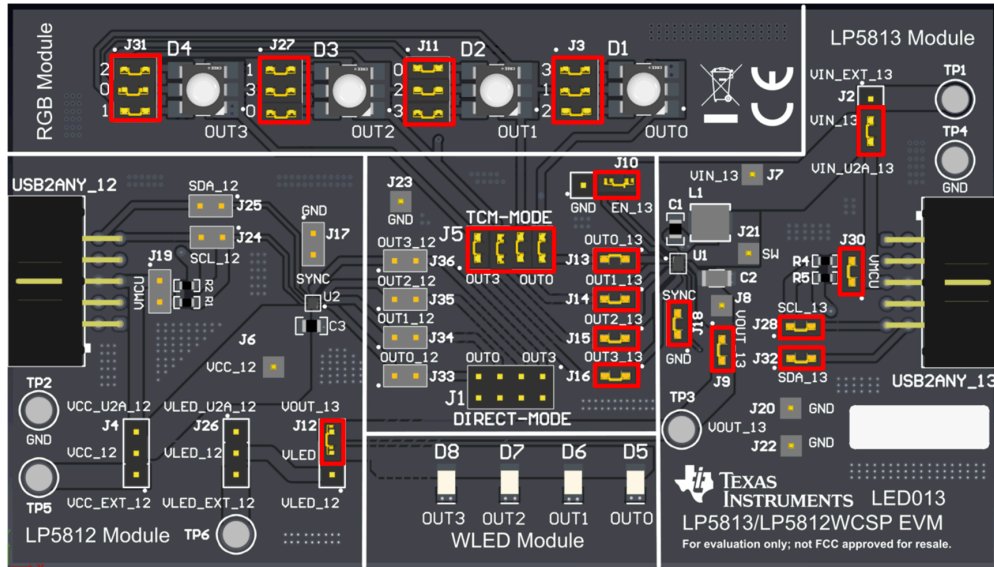 RGB Module
J31
D4
2
0
1
OUT3
J27
D3
1
3
0
OUT2
J11
D2
0
2
3
OUT1
J3
D1
3
1
2
OUT0
LP5813 Module
VIN_EXT_13
J2
VIN_13
VIN_U2A_13
TP1
TP4
GND
USB2ANY_12
SDA_12
J25
J24
SCL_12
J19
VMCU
R2
R1
GND
J17
SYNC
U2
C3
J6
VCC_12
TP2
GND
TP5
VCC_U2A_12
J4
VCC_12
VCC_EXT_12
VLED_U2A_12
J26
VLED_12
VLED_EXT_12
VOUT_13
J12
VLED
VLED_12
LP5812 Module
TP6
J23
GND
J10
GND
EN_13
TCM-MODE
J5
OUT3
OUT0
OUT3_12
J36
OUT2_12
J35
OUT1_12
J34
OUT0_12
J33
OUT0_13
J13
OUT1_13
J14
OUT2_13
J15
OUT3_13
J16
OUT0
OUT3
J1
DIRECT-MODE
D8
D7
D6
D5
OUT3
OUT2
OUT1
OUT0
WLED Module
VIN_13
J7
L1
C1
J21
SW
U1
C2
SYNC
J18
GND
J8
VOUT_13
J9
TP3
VOUT_13
J30
R4
R5
VMCU
SCL_13
J28
J32
SDA_13
USB2ANY_13
J20
GND
J22
GND
TEXAS
INSTRUMENTS
LED013
LP5813/LP5812WCSP EVM
For evaluation only; not FCC approved for resale.